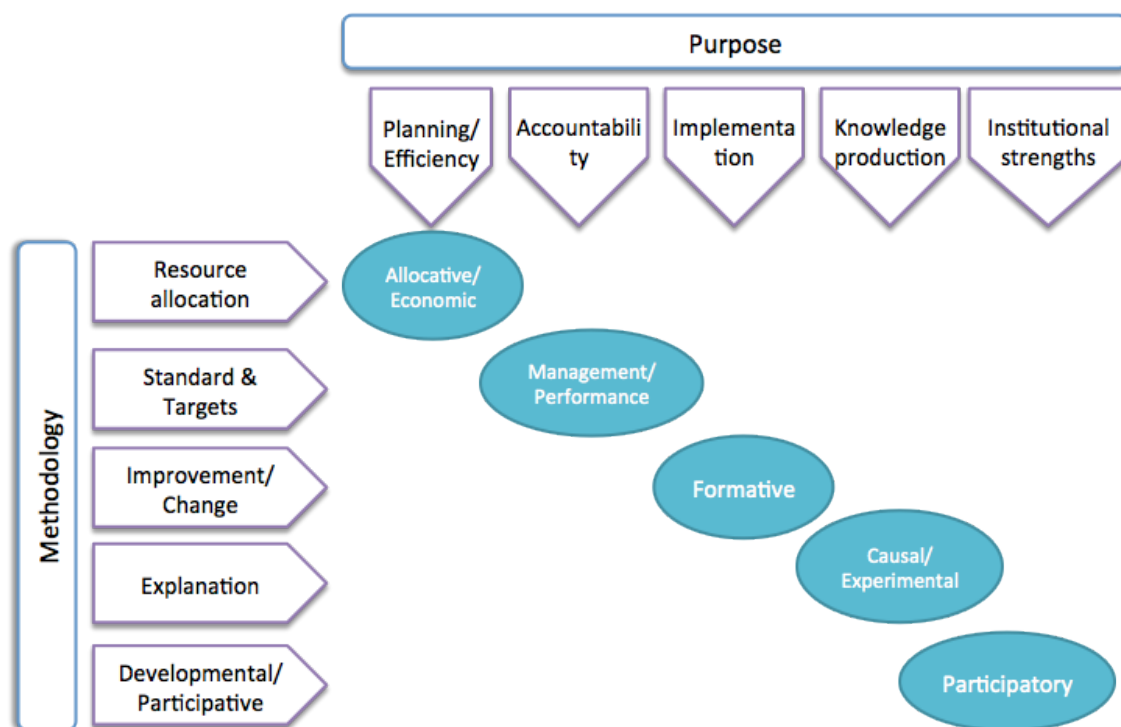 Purpose
Planning/
Efficiency
Accountabili
ty
Implementa
tion
Knowledge
production
Institutional
strengths
Methodology
Resource
allocation
Allocative/
Economic
Standard &
Targets
Management/
Performance
Improvement/
Change
Formative
Explanation
Causal/
Experimental
Developmental/
Participative
Participatory